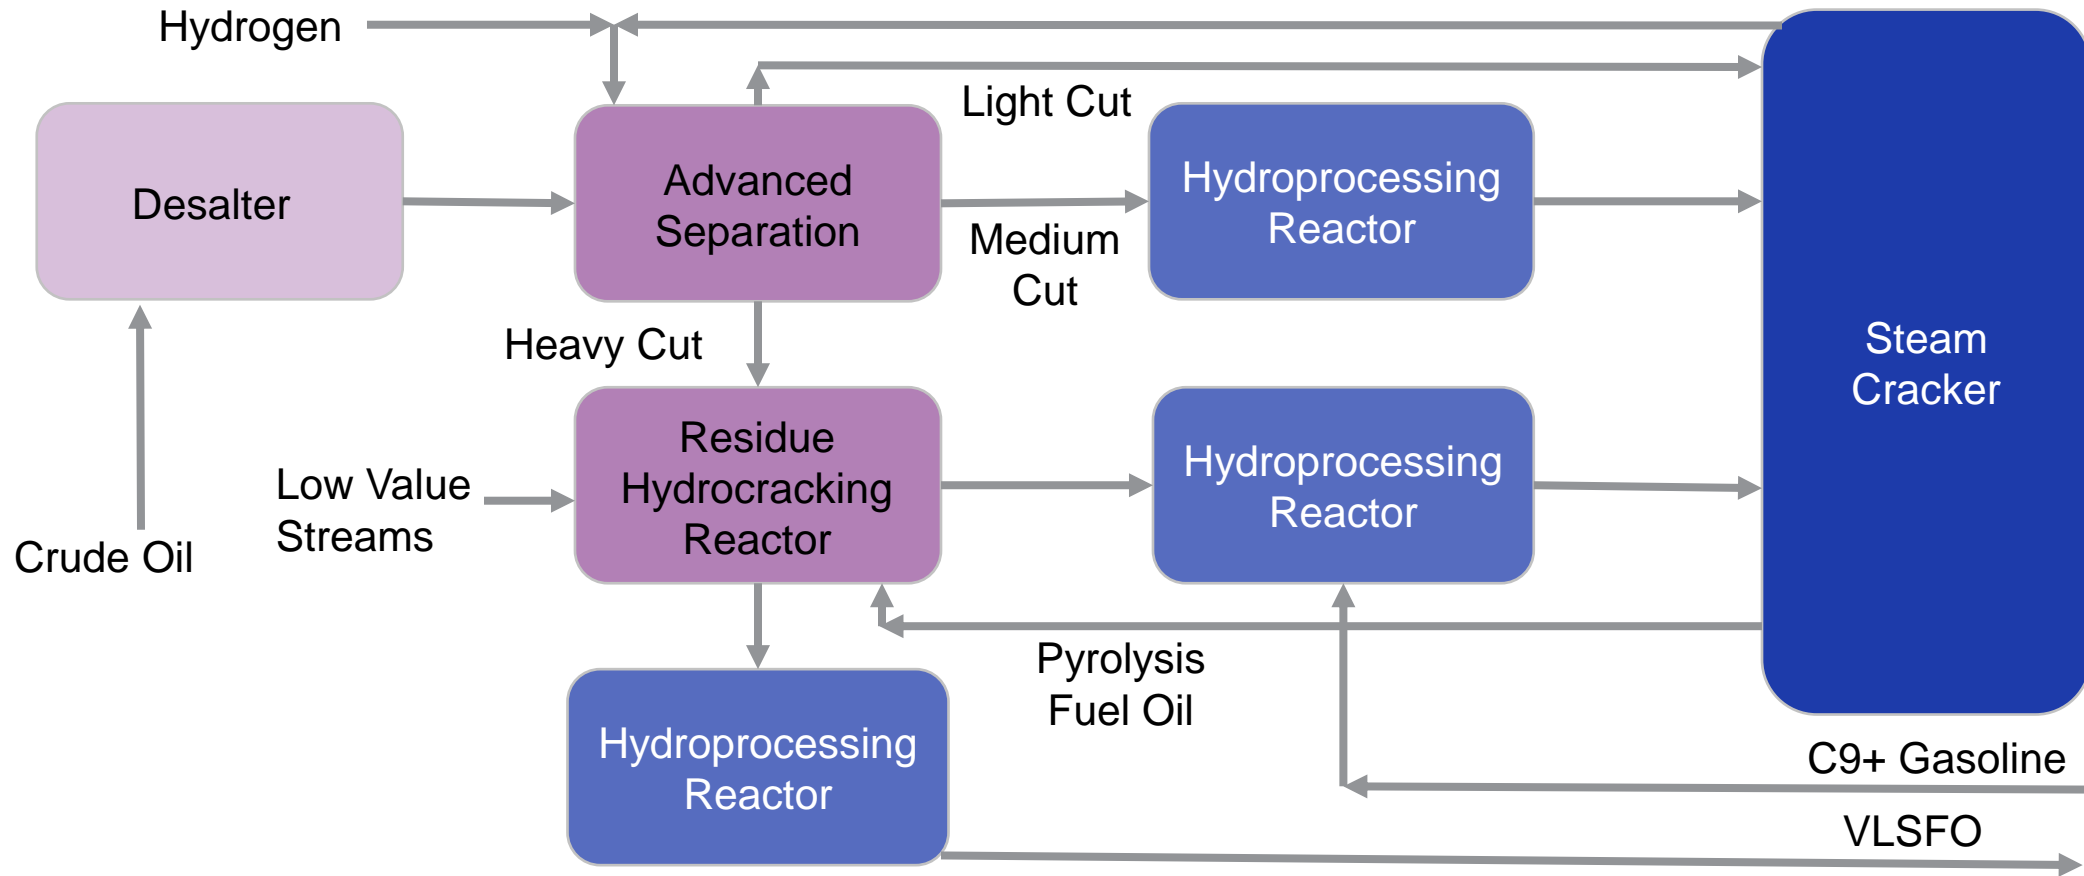 Hydrogen
Light Cut
Desalter
Advanced
Separation
Hydroprocessing
Reactor
Medium
Cut
Steam
Cracker
Heavy Cut
Crude Oil
Low Value
Streams
Residue
Hydrocracking
Reactor
Hydroprocessing
Reactor
Pyrolysis
Fuel Oil
Hydroprocessing
Reactor
C9+ Gasoline
VLSFO